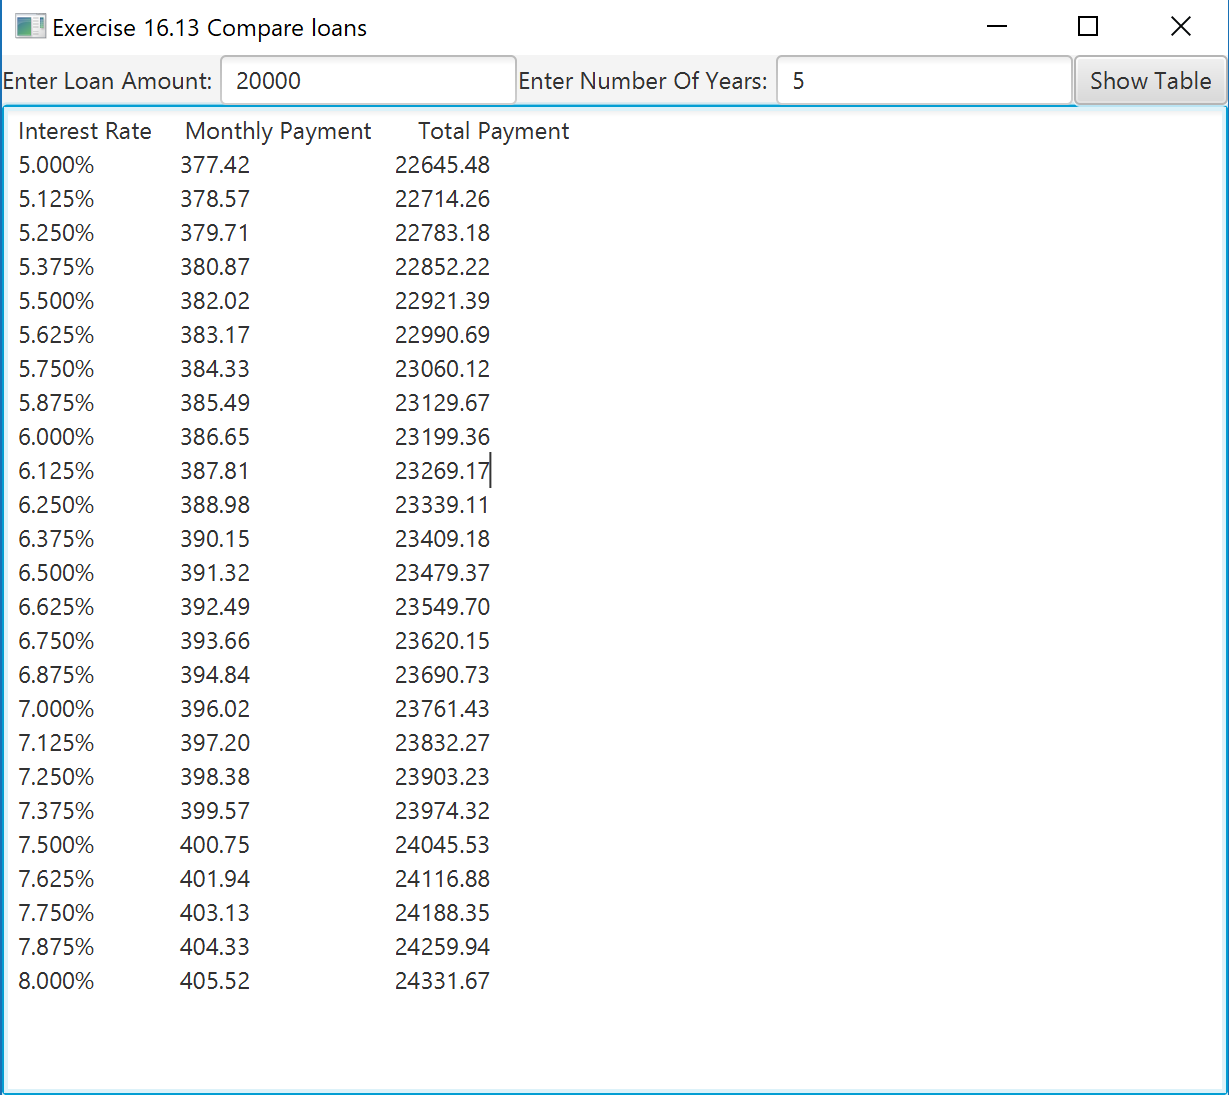 Exercise 16.13 Compare loans
Enter Loan Amount: 20000 Enter Number Of Years: 5 Show Table
Interest Rate Monthly Payment Total Payment
5.000% 377.42 22645.48
5.125% 378.57 22714.26
5.250% 379.71 22783.18
5.375% 380.87 22852.22
5.500% 382.02 22921.39
5.625% 383.17 22990.69
5.750% 384.33 23060.12
5.875% 385.49 23129.67
6.000% 386.65 23199.36
6.125% 387.81 23269.17
6.250% 388.98 23339.11
6.375% 390.15 23409.18
6.500% 391.32 23479.37
6.625% 392.49 23549.70
6.750% 393.66 23620.15
6.875% 394.84 23690.73
7.000% 396.02 23761.43
7.125% 397.20 23832.27
7.250% 398.38 23903.23
7.375% 399.57 23974.32
7.500% 400.75 24045.53
7.625% 401.94 24116.88
7.750% 403.13 24188.35
7.875% 404.33 24259.94
8.000% 405.52 24331.67